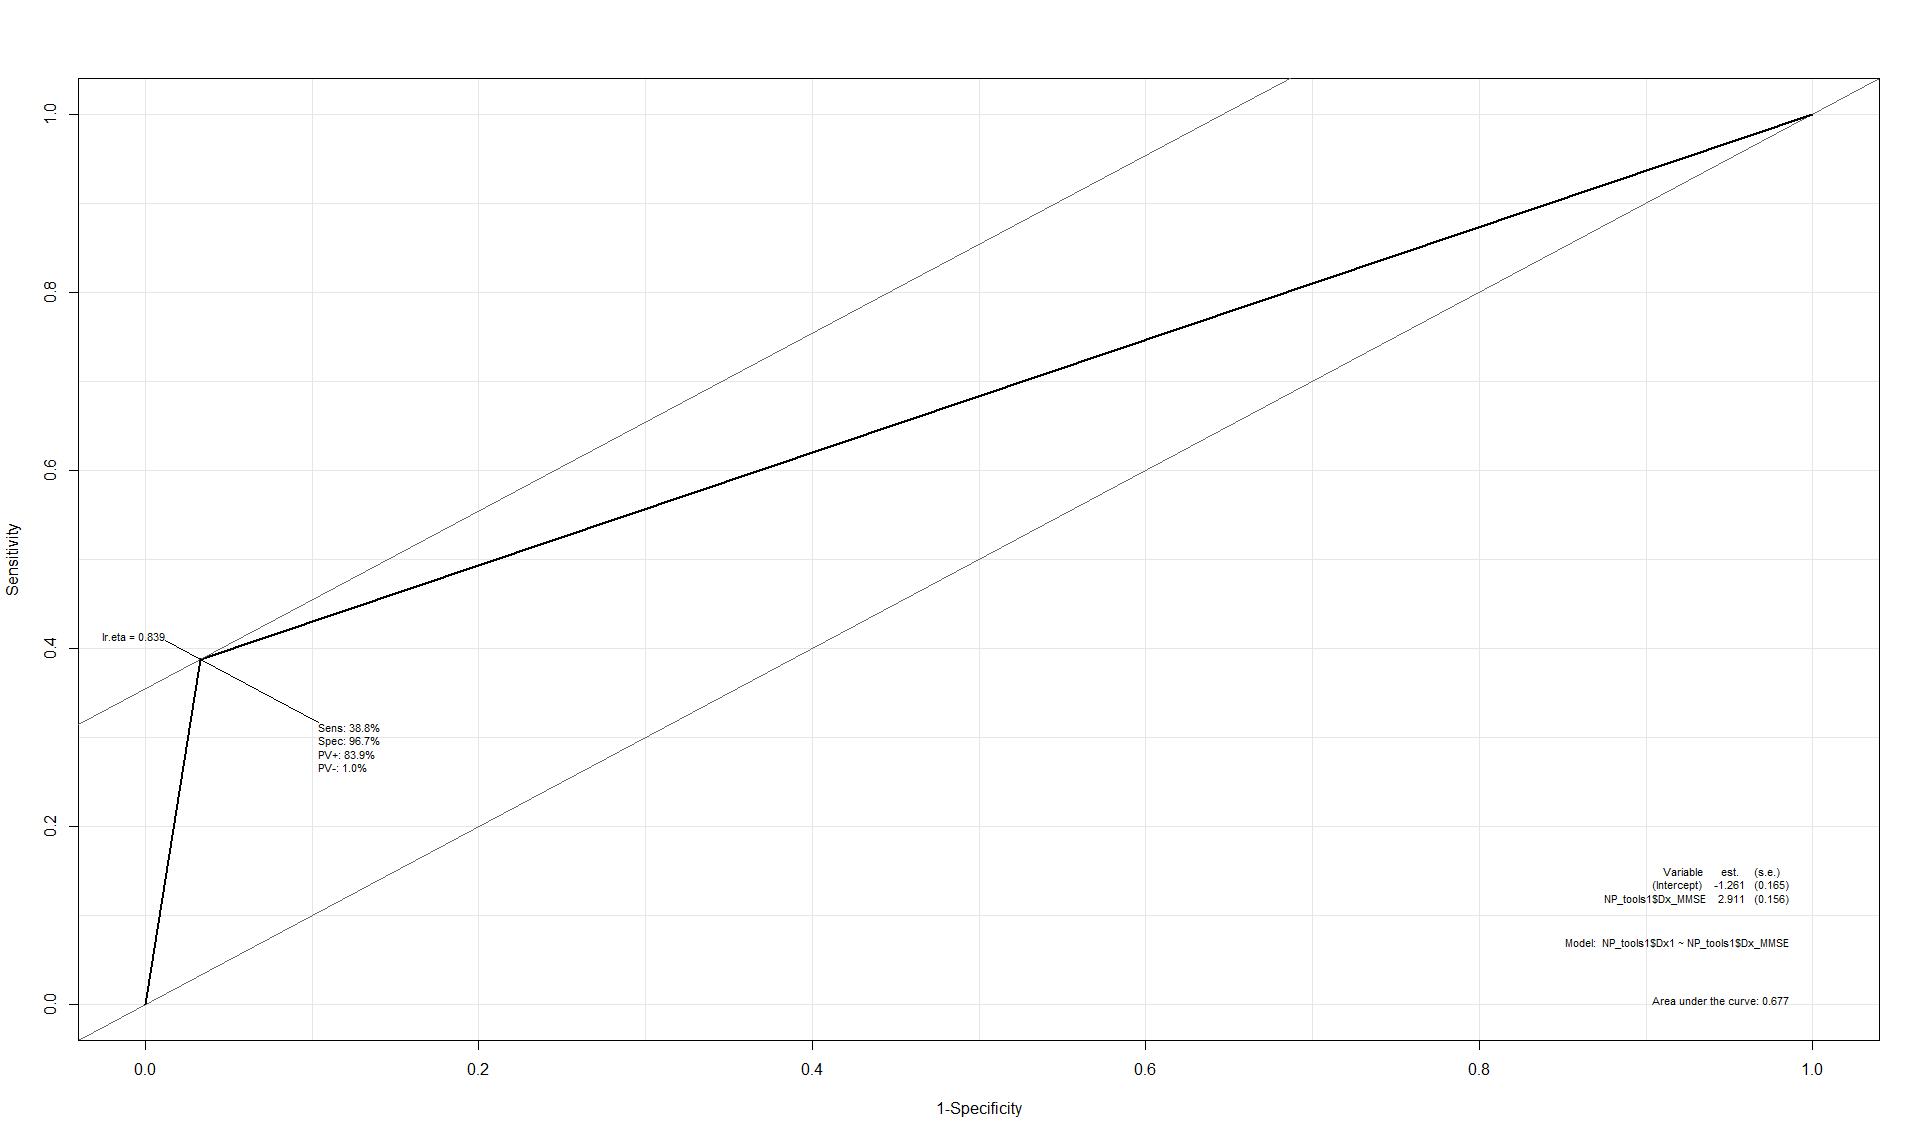 1.0
0.8
0.6
0.4
0.2
0.0
Sensitivity
lr.eta = 0.839
Sens: 38.8%
Spec: 96.7%
PV+: 83.9%
PV-: 1.0%
Variable est. (s.e.)
(Intercept) -1.261 (0.165)
NP_tools1$Dx_MMSE 2.911 (0.156)
Model: NP_tools1$Dx1 ~ NP_tools1$Dx_MMSE
Area under the curve: 0.677
0.0 0.2 0.4 0.6 0.8 1.0
1-Specificity